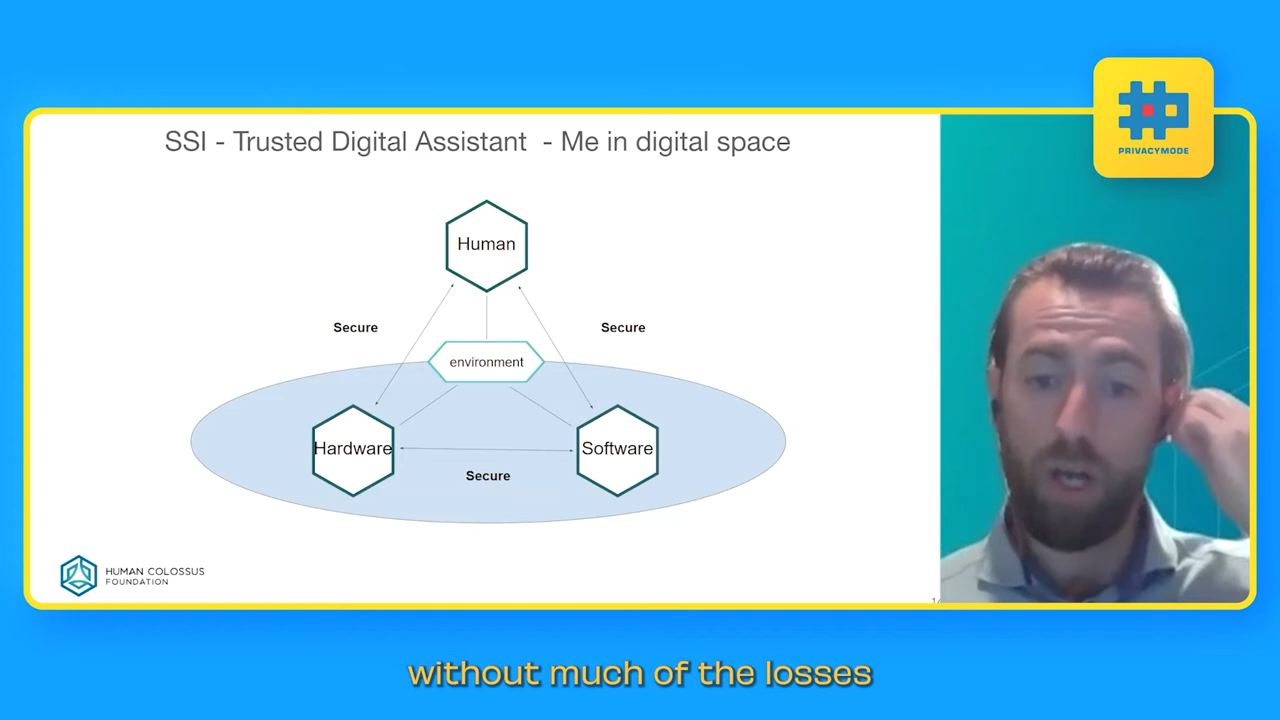 PRIVACYMODE
SSI - Trusted Digital Assistant - Me in digital space
Human
Secure
Secure
environment
Hardware
Software
Secure
HUMAN COLOSSUS
FOUNDATION
without much of the losses